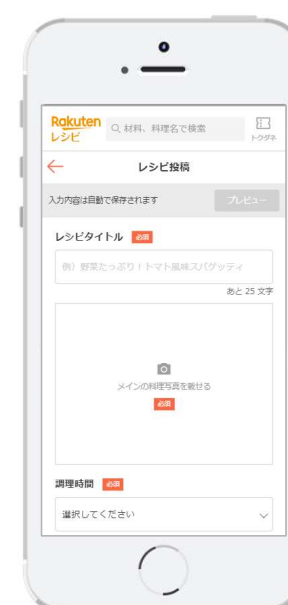 Rakuten
レシピ
材料、料理名で検索
トクダネ
レシピ投稿
入力内容は自動で保存されます
プレビュー
レシピタイトル 必須
例）野菜たっぷり！トマト風味スパゲッティ
あと 25 文字
メインの料理写真を載せる
必須
調理時間 必須
選択してください